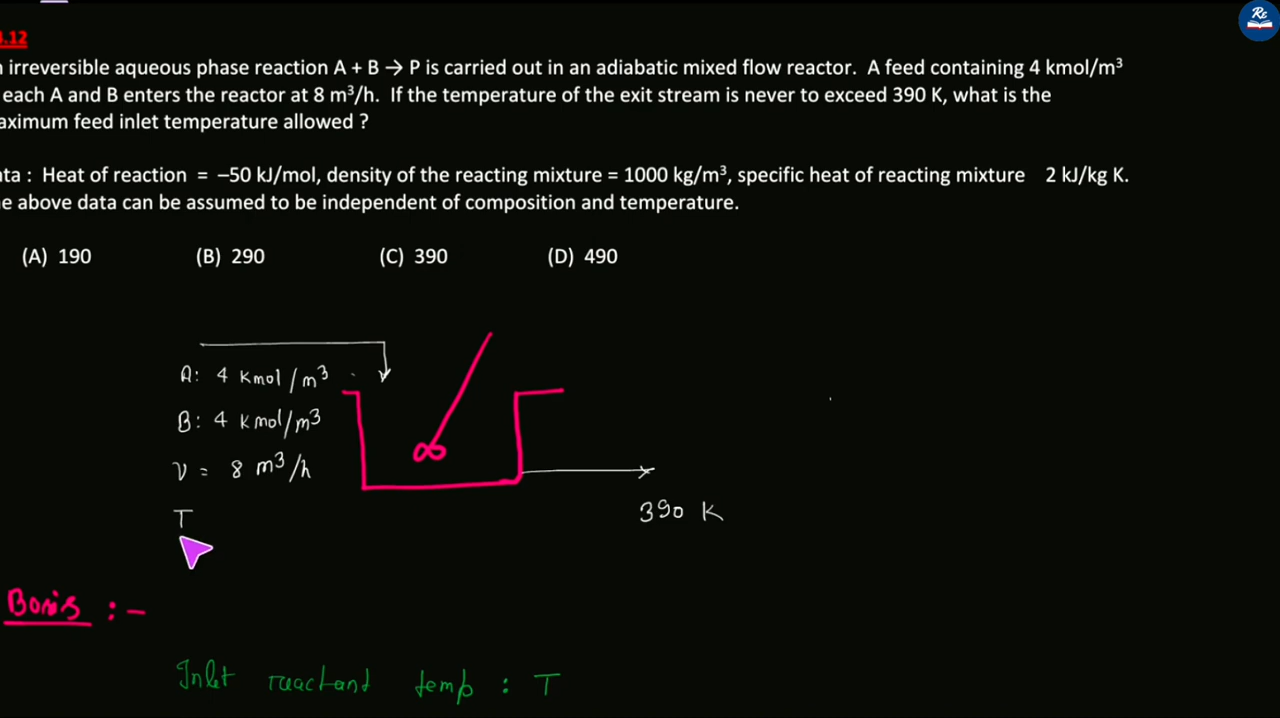 .12
irreversible aqueous phase reaction A + B → P is carried out in an adiabatic mixed flow reactor. A feed containing 4 kmol/m³
each A and B enters the reactor at 8 m³/h. If the temperature of the exit stream is never to exceed 390 K, what is the
aximum feed inlet temperature allowed ?
ata : Heat of reaction = –50 kJ/mol, density of the reacting mixture = 1000 kg/m³, specific heat of reacting mixture 2 kJ/kg K.
e above data can be assumed to be independent of composition and temperature.
(A) 190 (B) 290 (C) 390 (D) 490
A: 4 Kmol/m³
B: 4 Kmol/m³
ν = 8 m³/h
T
390 K
:-
Inlet reactand temp : T
Re